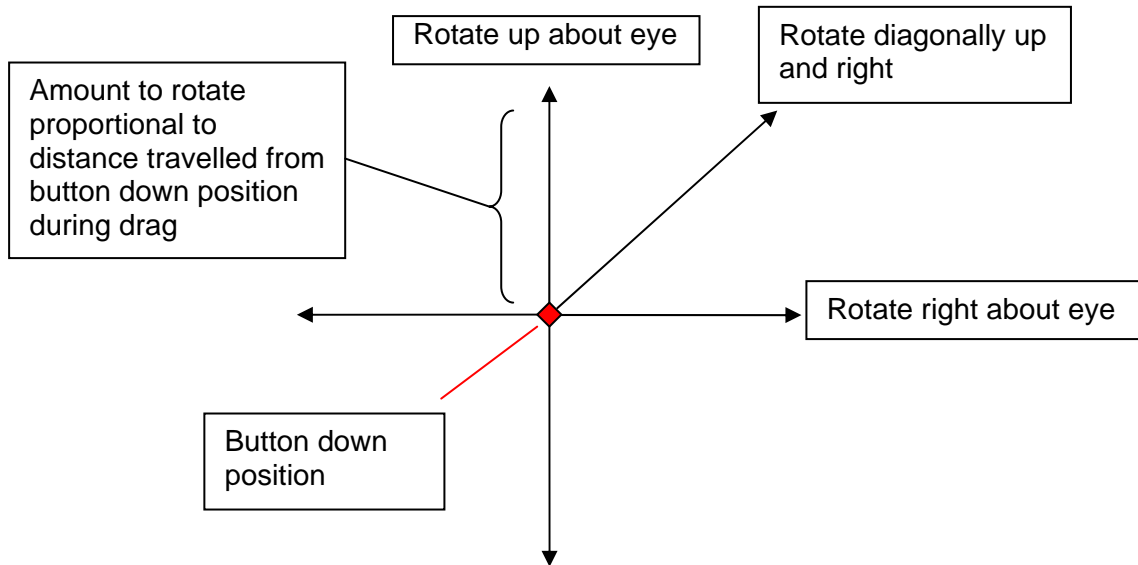 Rotate up about eye
Rotate diagonally up
and right
Amount to rotate
proportional to
distance travelled from
button down position
during drag
Rotate right about eye
Button down
position